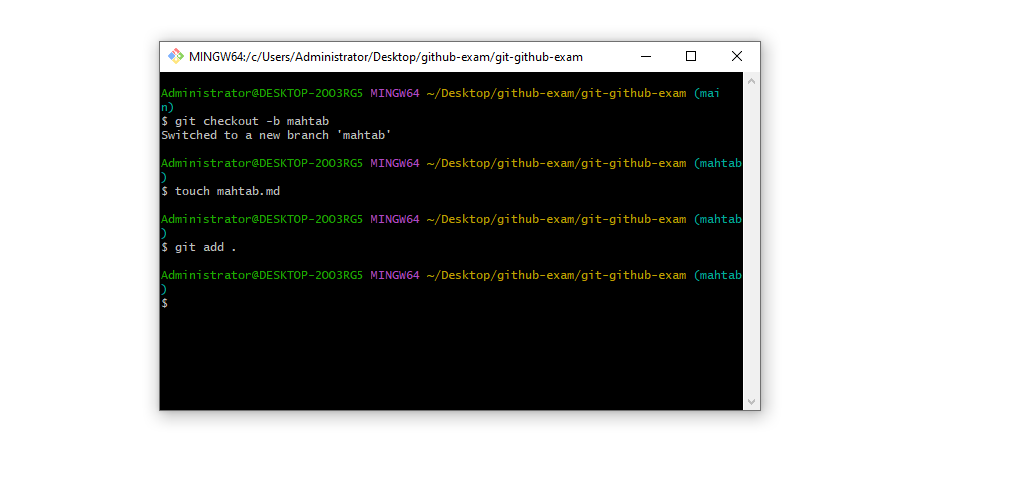 MINGW64:/c/Users/Administrator/Desktop/github-exam/git-github-exam
Administrator@DESKTOP-2OO3RG5 MINGW64 ~/Desktop/github-exam/git-github-exam (mai
n)
$ git checkout -b mahtab
Switched to a new branch 'mahtab'
Administrator@DESKTOP-2OO3RG5 MINGW64 ~/Desktop/github-exam/git-github-exam (mahtab
)
$ touch mahtab.md
Administrator@DESKTOP-2OO3RG5 MINGW64 ~/Desktop/github-exam/git-github-exam (mahtab
)
$ git add .
Administrator@DESKTOP-2OO3RG5 MINGW64 ~/Desktop/github-exam/git-github-exam (mahtab
)
$